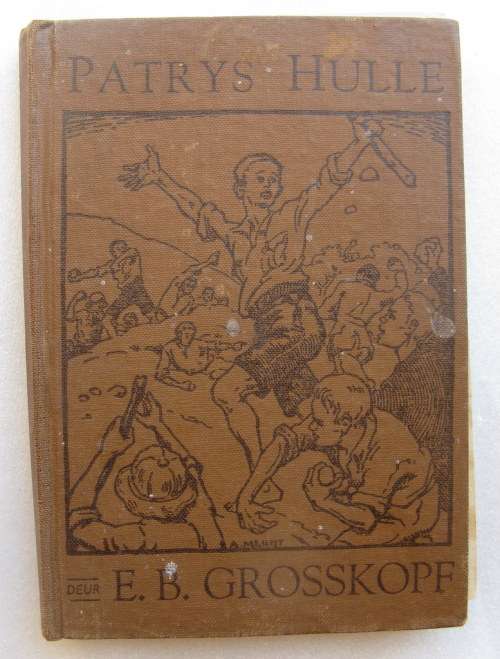 PATRYS HULLE
DEUR E. B. GROSSKOPF